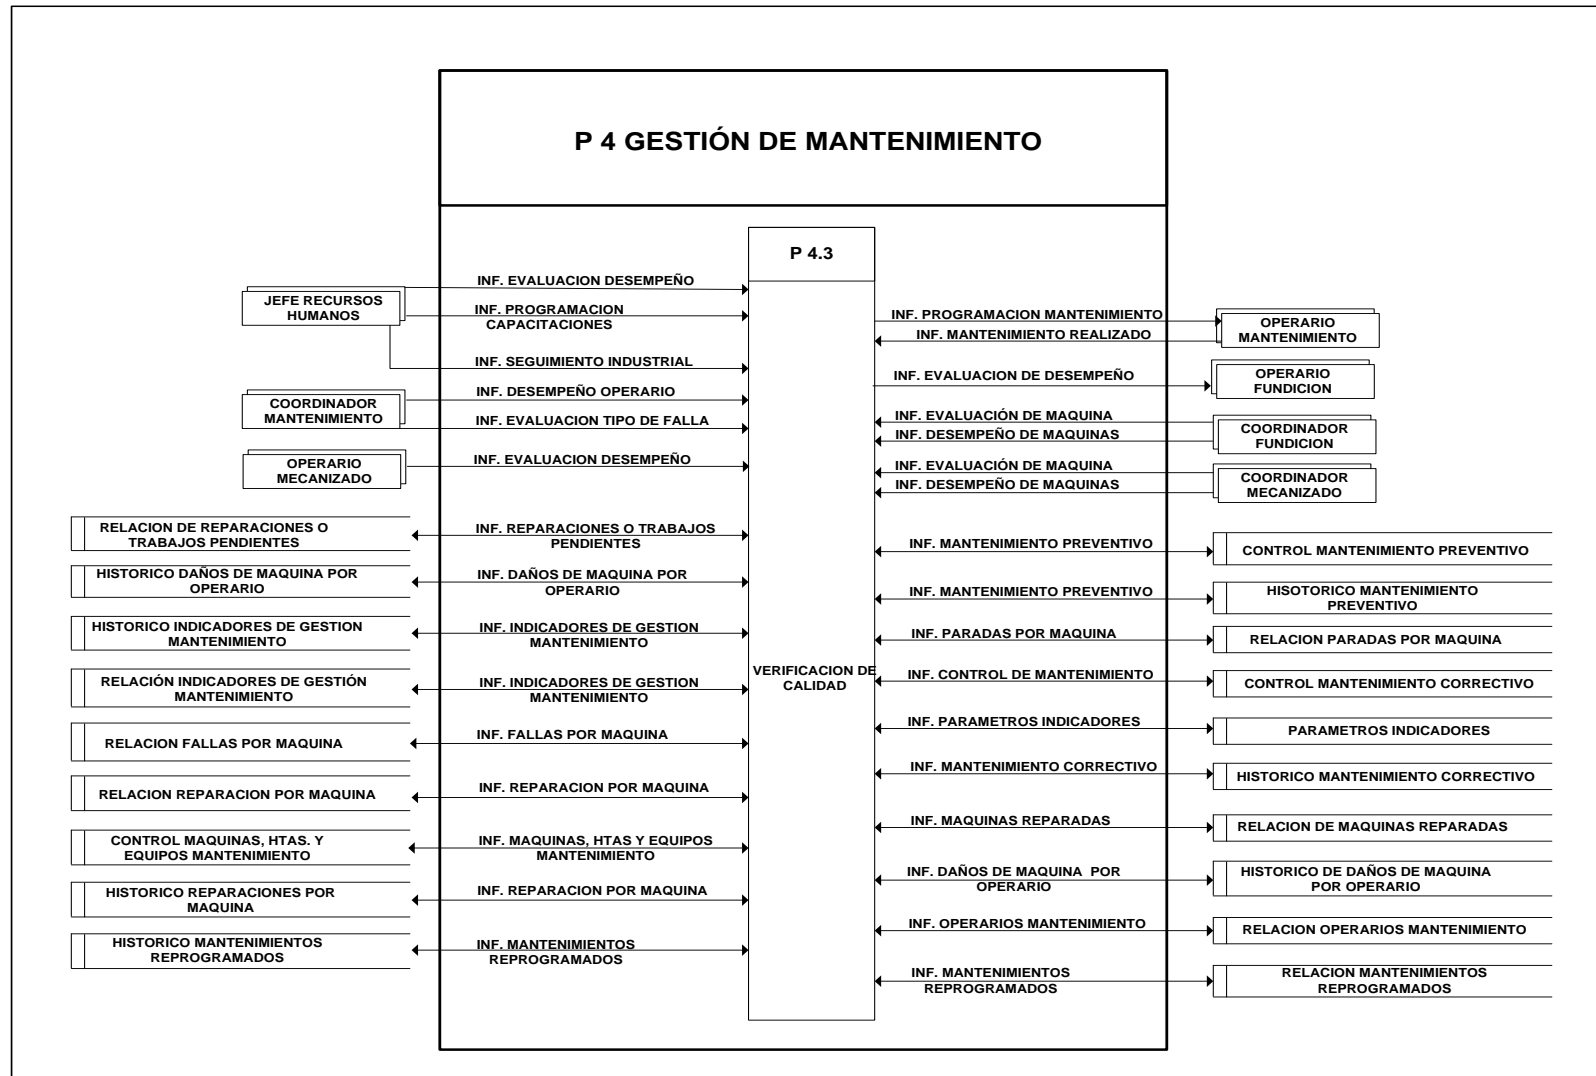 P 4 GESTIÓN DE MANTENIMIENTO
P 4.3
VERIFICACION DE
CALIDAD
JEFE RECURSOS
HUMANOS
INF. EVALUACION DESEMPEÑO
INF. PROGRAMACION
CAPACITACIONES
INF. SEGUIMIENTO INDUSTRIAL
COORDINADOR
MANTENIMIENTO
INF. DESEMPEÑO OPERARIO
INF. EVALUACION TIPO DE FALLA
OPERARIO
MECANIZADO
INF. EVALUACION DESEMPEÑO
RELACION DE REPARACIONES O
TRABAJOS PENDIENTES
INF. REPARACIONES O TRABAJOS
PENDIENTES
HISTORICO DAÑOS DE MAQUINA POR
OPERARIO
INF. DAÑOS DE MAQUINA POR
OPERARIO
HISTORICO INDICADORES DE GESTION
MANTENIMIENTO
INF. INDICADORES DE GESTION
MANTENIMIENTO
RELACIÓN INDICADORES DE GESTIÓN
MANTENIMIENTO
INF. INDICADORES DE GESTION
MANTENIMIENTO
RELACION FALLAS POR MAQUINA
INF. FALLAS POR MAQUINA
RELACION REPARACION POR MAQUINA
INF. REPARACION POR MAQUINA
CONTROL MAQUINAS, HTAS. Y
EQUIPOS MANTENIMIENTO
INF. MAQUINAS, HTAS Y EQUIPOS
MANTENIMIENTO
HISTORICO REPARACIONES POR
MAQUINA
INF. REPARACION POR MAQUINA
HISTORICO MANTENIMIENTOS
REPROGRAMADOS
INF. MANTENIMIENTOS
REPROGRAMADOS
INF. PROGRAMACION MANTENIMIENTO
INF. MANTENIMIENTO REALIZADO
OPERARIO
MANTENIMIENTO
INF. EVALUACION DE DESEMPEÑO
OPERARIO
FUNDICION
INF. EVALUACIÓN DE MAQUINA
INF. DESEMPEÑO DE MAQUINAS
COORDINADOR
FUNDICION
INF. EVALUACIÓN DE MAQUINA
INF. DESEMPEÑO DE MAQUINAS
COORDINADOR
MECANIZADO
INF. MANTENIMIENTO PREVENTIVO
CONTROL MANTENIMIENTO PREVENTIVO
INF. MANTENIMIENTO PREVENTIVO
HISOTORICO MANTENIMIENTO
PREVENTIVO
INF. PARADAS POR MAQUINA
RELACION PARADAS POR MAQUINA
INF. CONTROL DE MANTENIMIENTO
CONTROL MANTENIMIENTO CORRECTIVO
INF. PARAMETROS INDICADORES
PARAMETROS INDICADORES
INF. MANTENIMIENTO CORRECTIVO
HISTORICO MANTENIMIENTO CORRECTIVO
INF. MAQUINAS REPARADAS
RELACION DE MAQUINAS REPARADAS
INF. DAÑOS DE MAQUINA POR
OPERARIO
HISTORICO DE DAÑOS DE MAQUINA
POR OPERARIO
INF. OPERARIOS MANTENIMIENTO
RELACION OPERARIOS MANTENIMIENTO
INF. MANTENIMIENTOS
REPROGRAMADOS
RELACION MANTENIMIENTOS
REPROGRAMADOS